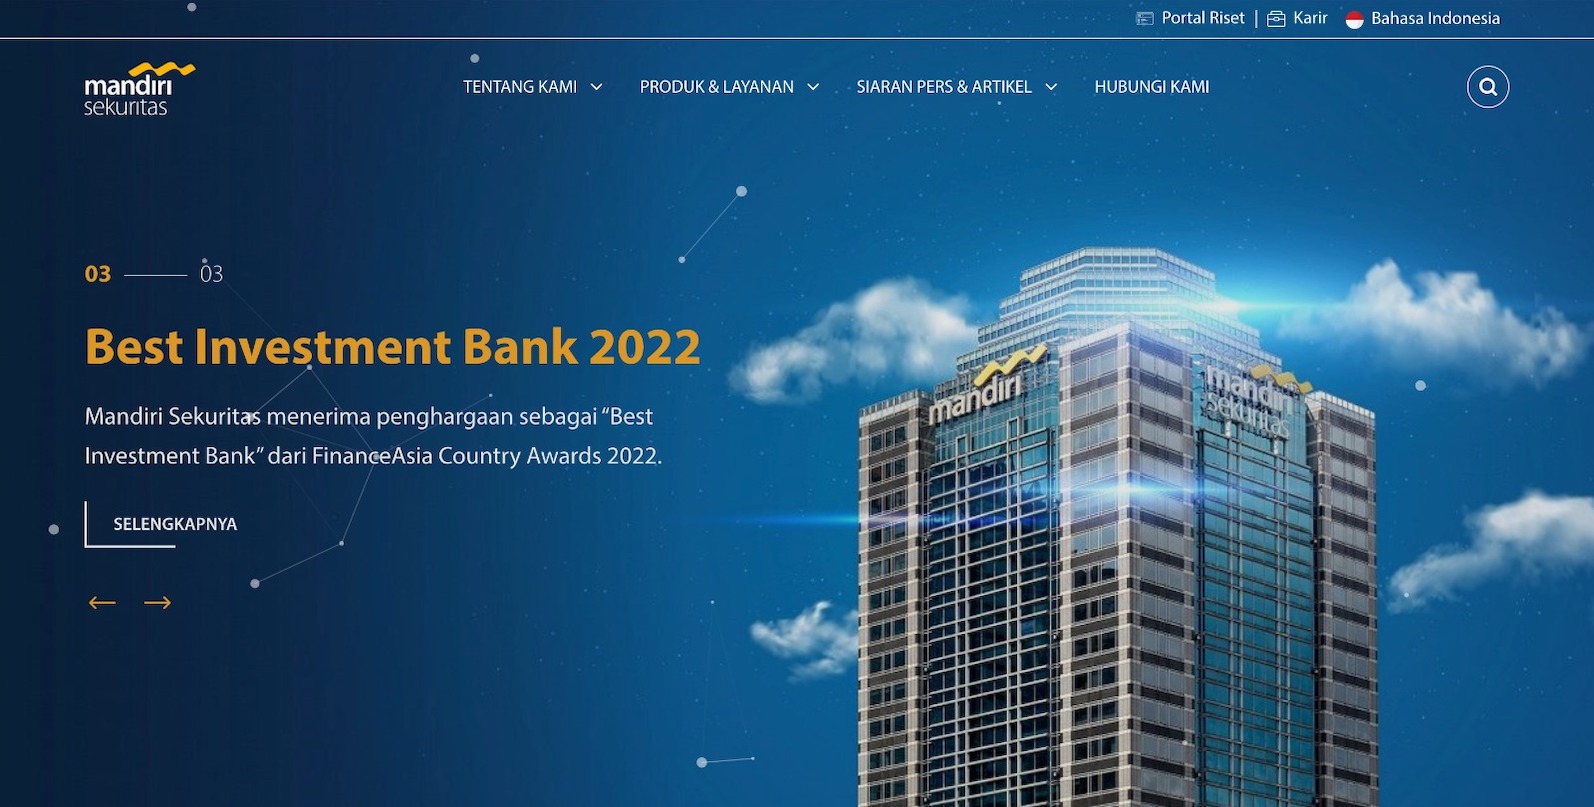 Portal Riset | Karir Bahasa Indonesia
mandiri
sekuritas
TENTANG KAMI PRODUK & LAYANAN SIARAN PERS & ARTIKEL HUBUNGI KAMI
03 03
Best Investment Bank 2022
Mandiri Sekuritas menerima penghargaan sebagai “Best
Investment Bank” dari FinanceAsia Country Awards 2022.
SELENGKAPNYA
mandiri
mandiri
sekuritas